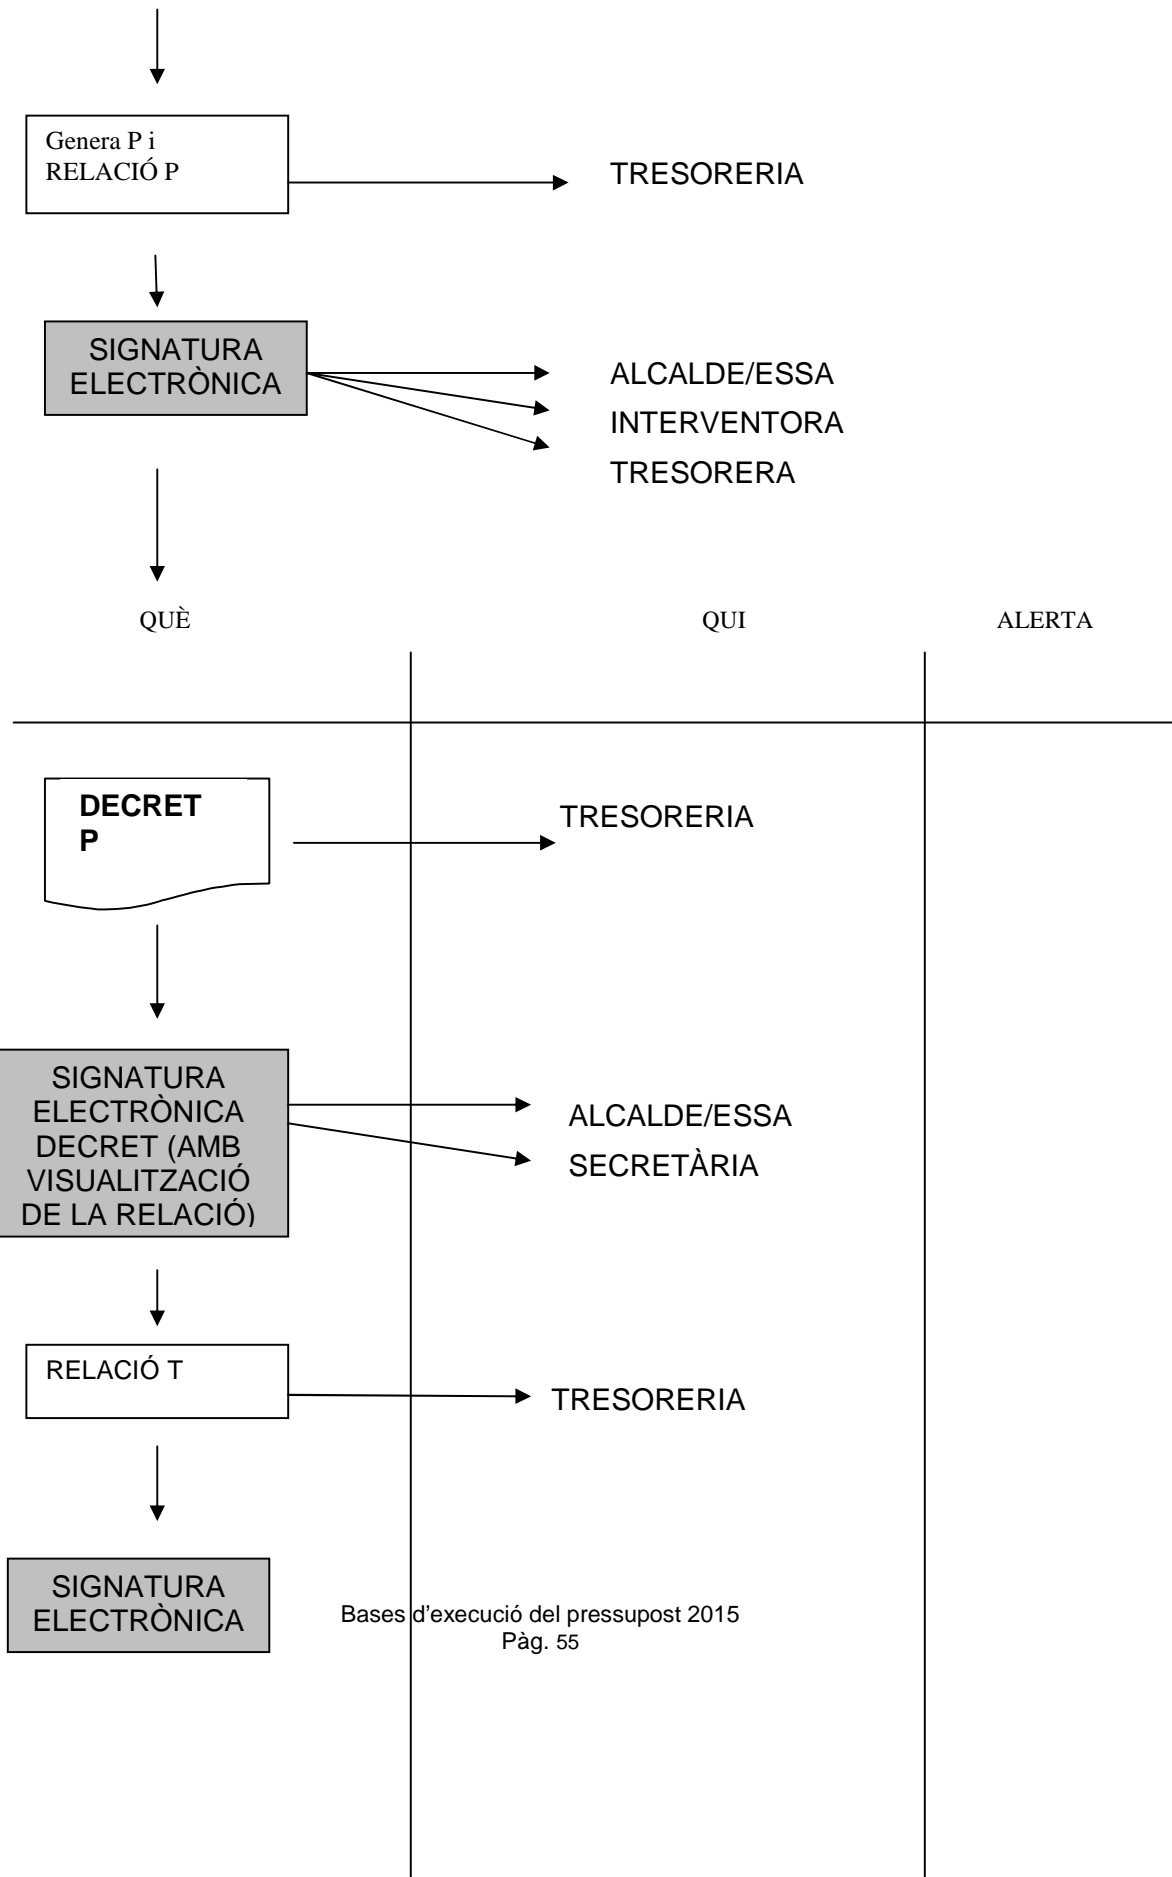 Genera P i
RELACIÓ P
TRESORERIA
SIGNATURA
ELECTRÒNICA
ALCALDE/ESSA
INTERVENTORA
TRESORERA
QUÈ
QUI
ALERTA
DECRET
P
TRESORERIA
SIGNATURA
ELECTRÒNICA
DECRET (AMB
VISUALITZACIÓ
DE LA RELACIÓ)
ALCALDE/ESSA
SECRETÀRIA
RELACIÓ T
TRESORERIA
SIGNATURA
ELECTRÒNICA
Bases d'execució del pressupost 2015
Pàg. 55